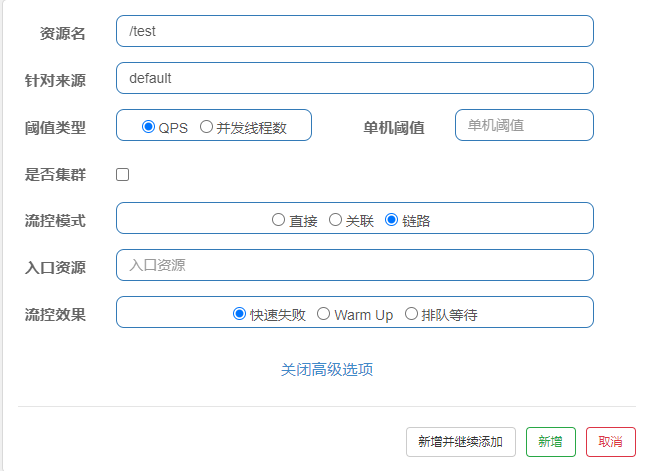 资源名 /test
针对来源 default
阈值类型 QPS 并发线程数 单机阈值 单机阈值
是否集群
流控模式 直接 关联 链路
入口资源 入口资源
流控效果 快速失败 Warm Up 排队等待
关闭高级选项
新增并继续添加 新增 取消